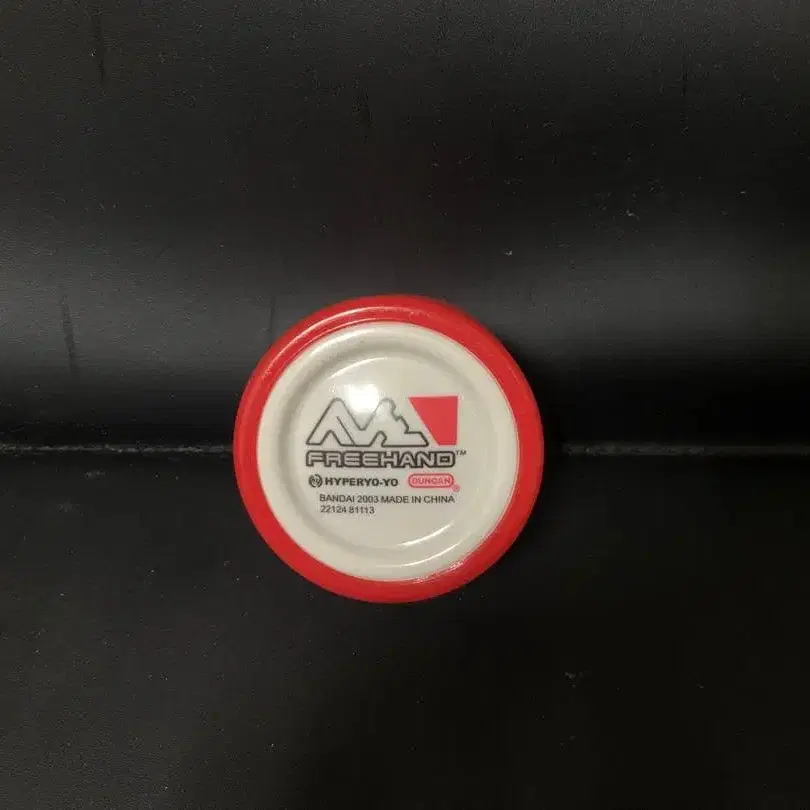 FREEHAND™
HYPERYO-YO DUNCAN®
BANDAI 2003 MADE IN CHINA
22124 81113